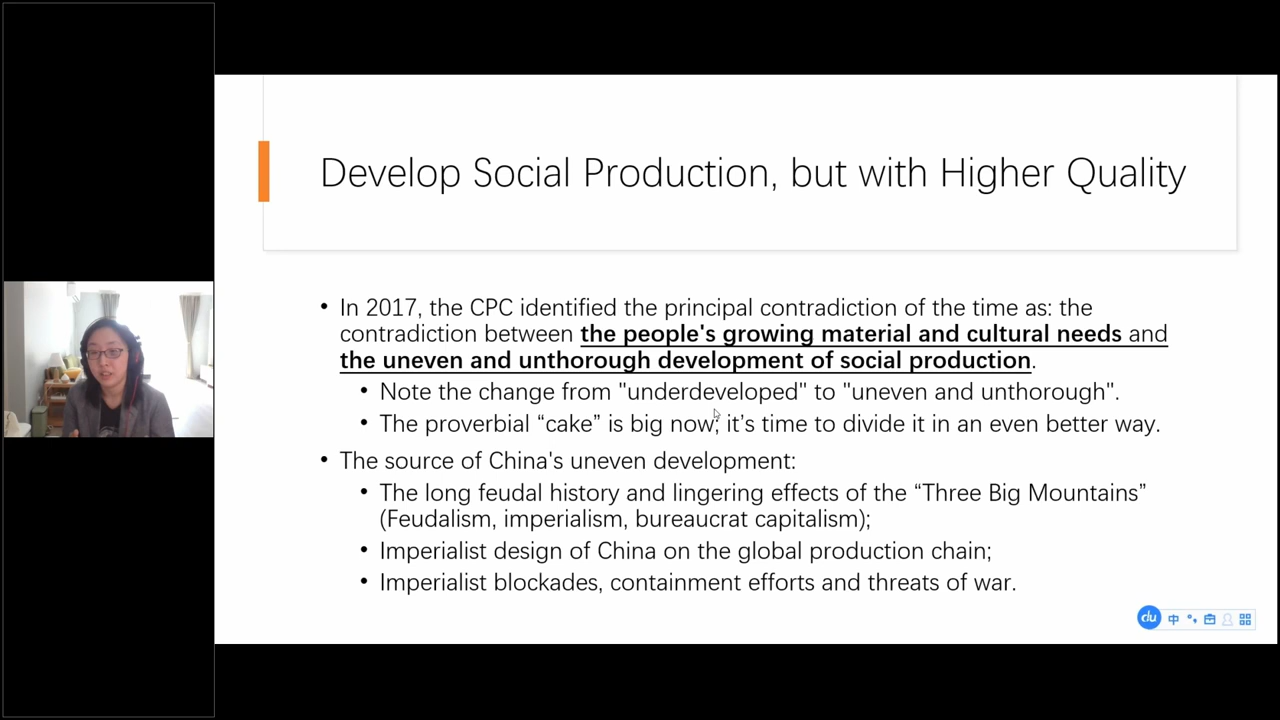 Develop Social Production, but with Higher Quality
• In 2017, the CPC identified the principal contradiction of the time as: the
contradiction between the people's growing material and cultural needs and
the uneven and unthorough development of social production.
• Note the change from "underdeveloped" to "uneven and unthorough".
• The proverbial “cake” is big now; it’s time to divide it in an even better way.
• The source of China's uneven development:
• The long feudal history and lingering effects of the “Three Big Mountains”
(Feudalism, imperialism, bureaucrat capitalism);
• Imperialist design of China on the global production chain;
• Imperialist blockades, containment efforts and threats of war.
du 中